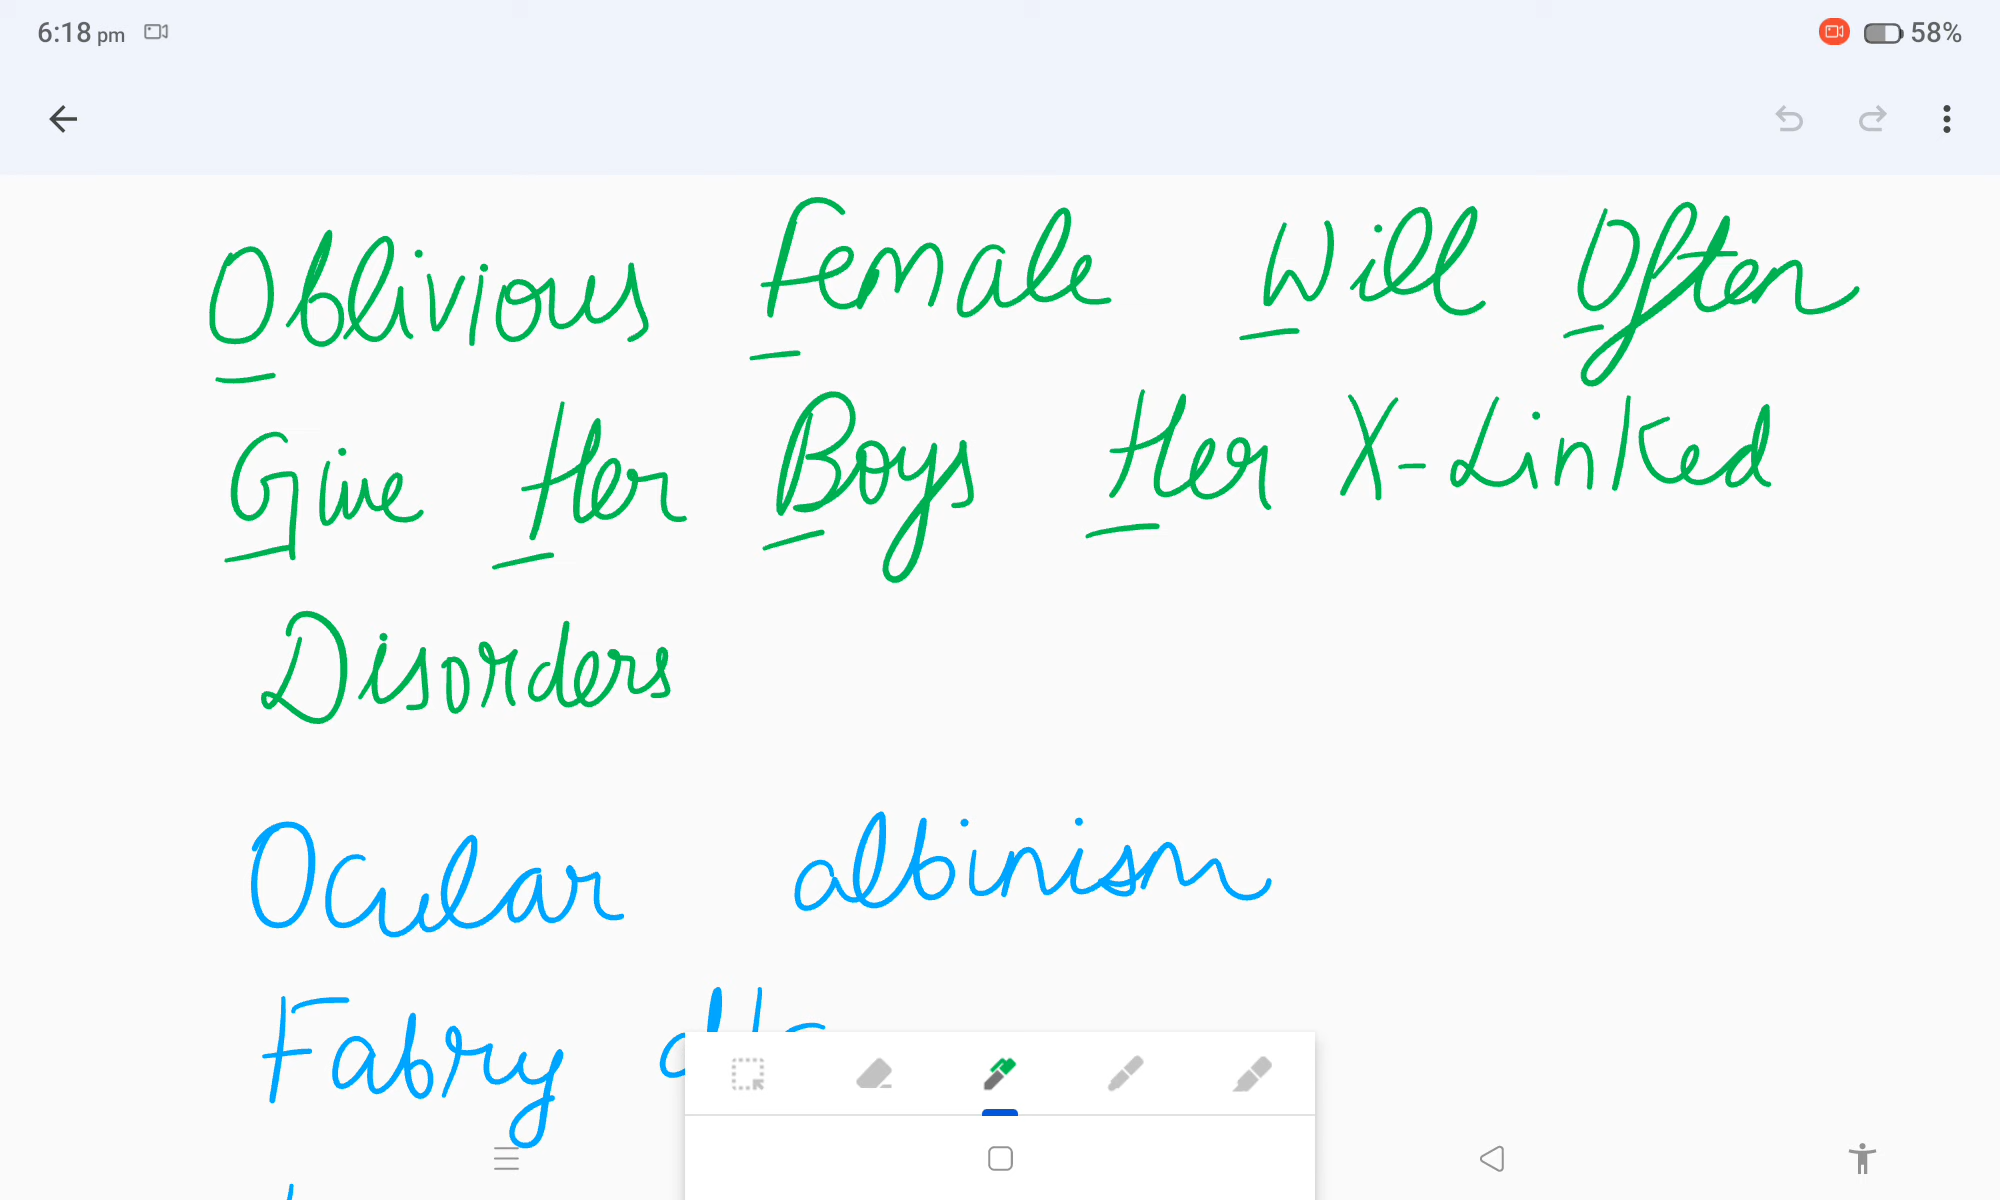 6:18 pm
58%
Oblivious Female Will Often
Give Her Boys Her X-Linked
Disorders
Ocular albinism
Fabry